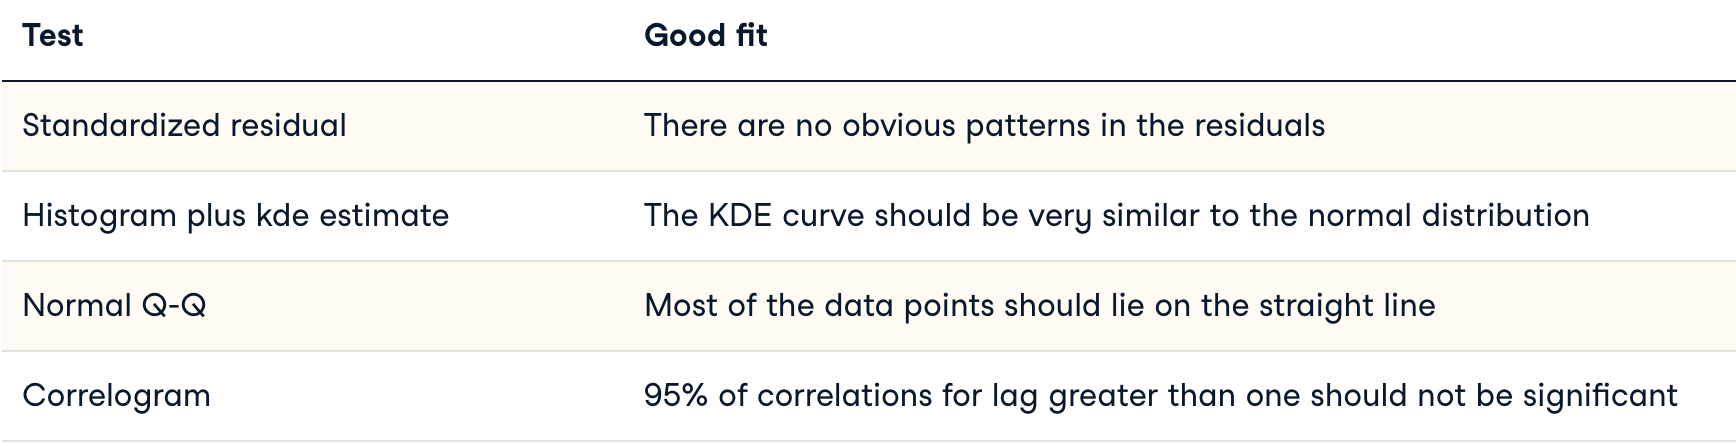 Test Good fit
Standardized residual There are no obvious patterns in the residuals
Histogram plus kde estimate The KDE curve should be very similar to the normal distribution
Normal Q-Q Most of the data points should lie on the straight line
Correlogram 95% of correlations for lag greater than one should not be significant